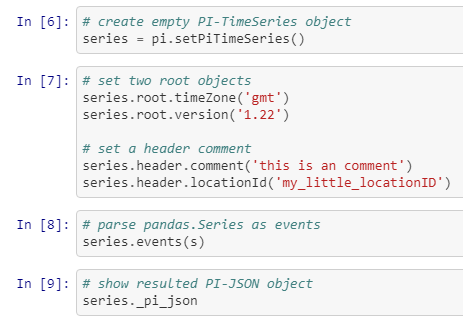 In [6]: # create empty PI-TimeSeries object
series = pi.setPiTimeSeries()
In [7]: # set two root objects
series.root.timeZone('gmt')
series.root.version('1.22')
# set a header comment
series.header.comment('this is an comment')
series.header.locationId('my_little_locationID')
In [8]: # parse pandas.Series as events
series.events(s)
In [9]: # show resulted PI-JSON object
series._pi_json